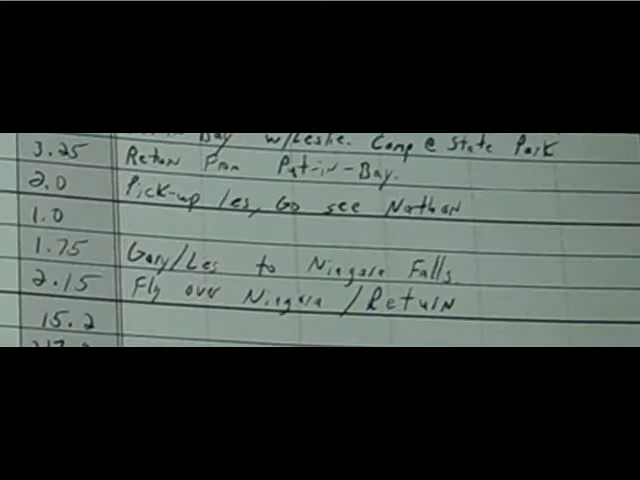 Bay w/Leslie. Camp @ State Park
3.25 Return From Put-in-Bay.
2.0 Pick-up Les, Go see Nathan
1.0
1.75 Gary/Les to Niagara Falls.
2.15 Fly over Niagara / Return
15.2